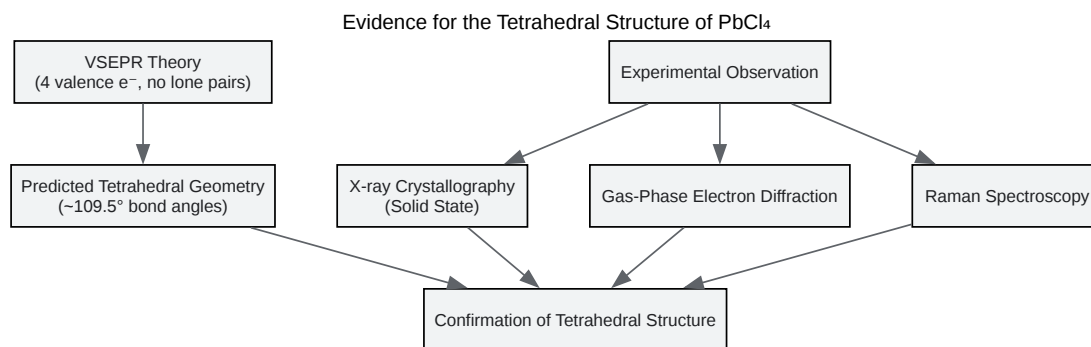 Evidence for the Tetrahedral Structure of PbCl₄
VSEPR Theory
(4 valence e⁻, no lone pairs)
Experimental Observation
Predicted Tetrahedral Geometry
(~109.5° bond angles)
X-ray Crystallography
(Solid State)
Gas-Phase Electron Diffraction
Raman Spectroscopy
Confirmation of Tetrahedral Structure